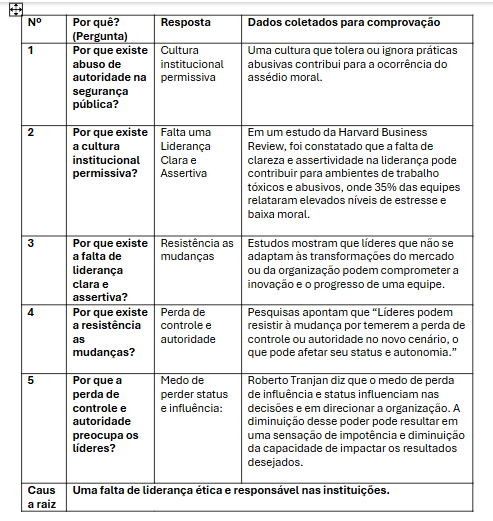 Nº Por quê? (Pergunta) Resposta Dados coletados para comprovação
1
Por que existe
abuso de
autoridade na
segurança
pública?
Cultura
institucional
permissiva
Uma cultura que tolera ou ignora práticas
abusivas contribui para a ocorrência do
assédio moral.
2
Por que existe
a cultura
institucional
permissiva?
Falta uma
Liderança
Clara e
Assertiva
Em um estudo da Harvard Business
Review, foi constatado que a falta de
clareza e assertividade na liderança pode
contribuir para ambientes de trabalho
tóxicos e abusivos, onde 35% das equipes
relataram elevados níveis de estresse e
baixa moral.
3
Por que existe
a falta de
liderança
clara e
assertiva?
Resistência as
mudanças
Estudos mostram que líderes que não se
adaptam às transformações do mercado
ou da organização podem comprometer a
inovação e o progresso de uma equipe.
4
Por que existe
a resistência
as
mudanças?
Perda de
controle e
autoridade
Pesquisas apontam que “Líderes podem
resistir à mudança por temerem a perda de
controle ou autoridade no novo cenário, o
que pode afetar seu status e autonomia.”
5
Por que a
perda de
controle e
autoridade
preocupa os
líderes?
Medo de
perder status
e influência:
Roberto Tranjan diz que o medo de perda
de influência e status influenciam nas
decisões e em direcionar a organização. A
diminuição desse poder pode resultar em
uma sensação de impotência e diminuição
da capacidade de impactar os resultados
desejados.
Caus
a raiz
Uma falta de liderança ética e responsável nas instituições.